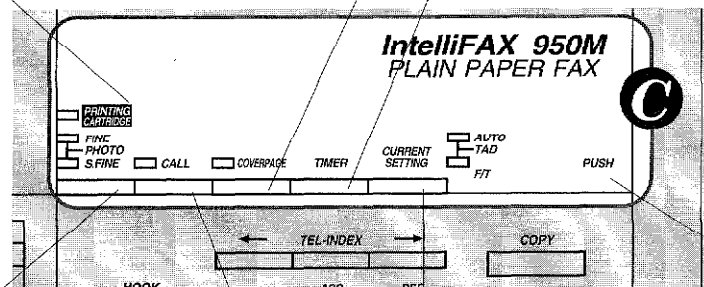 IntelliFAX 950M
PLAIN PAPER FAX
C
PRINTING
CARTRIDGE
FINE
PHOTO
S.FINE
CALL
COVERPAGE
TIMER
CURRENT
SETTING
AUTO
TAD
F/T
PUSH
TEL-INDEX
COPY
HOOK